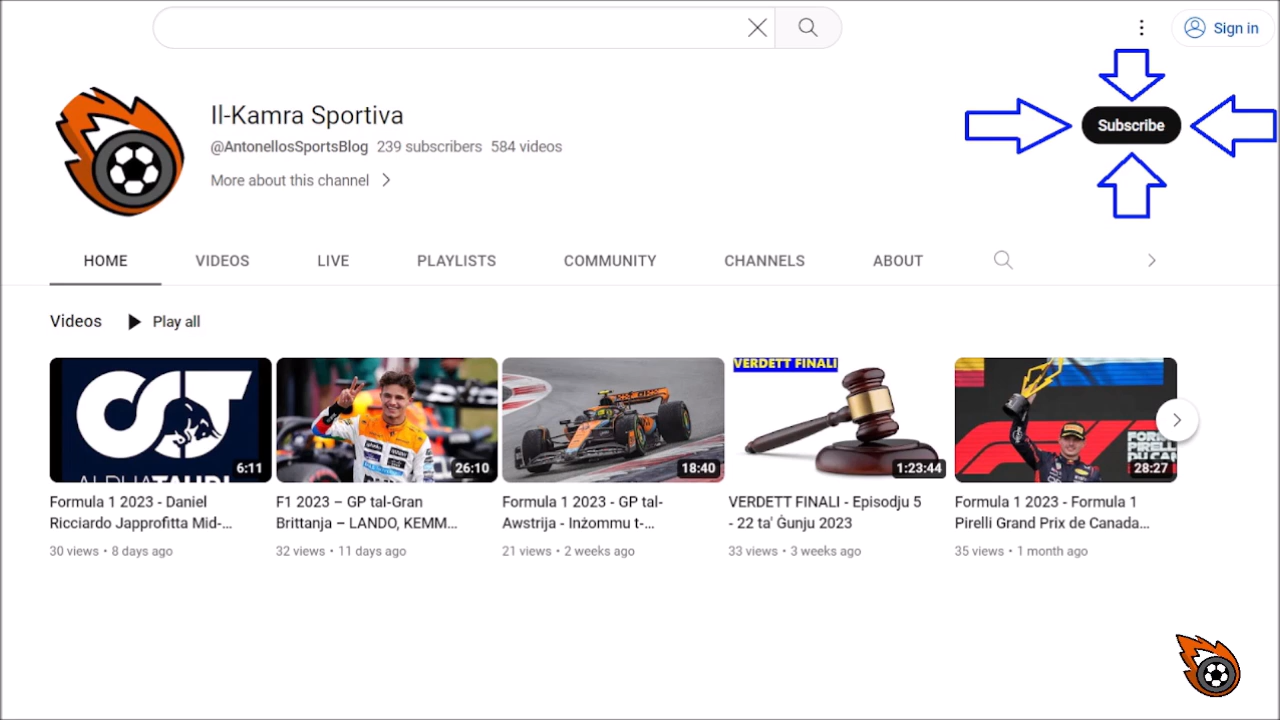 Sign in
Il-Kamra Sportiva
Subscribe
@AntonellosSportsBlog 239 subscribers 584 videos
More about this channel
HOME VIDEOS LIVE PLAYLISTS COMMUNITY CHANNELS ABOUT
Videos Play all
VERDETT FINALI
ALPHATAURI
6:11 26:10 18:40 1:23:44 28:27
Formula 1 2023 - Daniel
Ricciardo Japprofitta Mid-...
30 views • 8 days ago
F1 2023 – GP tal-Gran
Brittanja – LANDO, KEMM...
32 views • 11 days ago
Formula 1 2023 - GP tal-
Awstrija - Inżommu t-...
21 views • 2 weeks ago
VERDETT FINALI - Episodju 5
- 22 ta' Ġunju 2023
33 views • 3 weeks ago
Formula 1 2023 - Formula 1
Pirelli Grand Prix de Canada...
35 views • 1 month ago